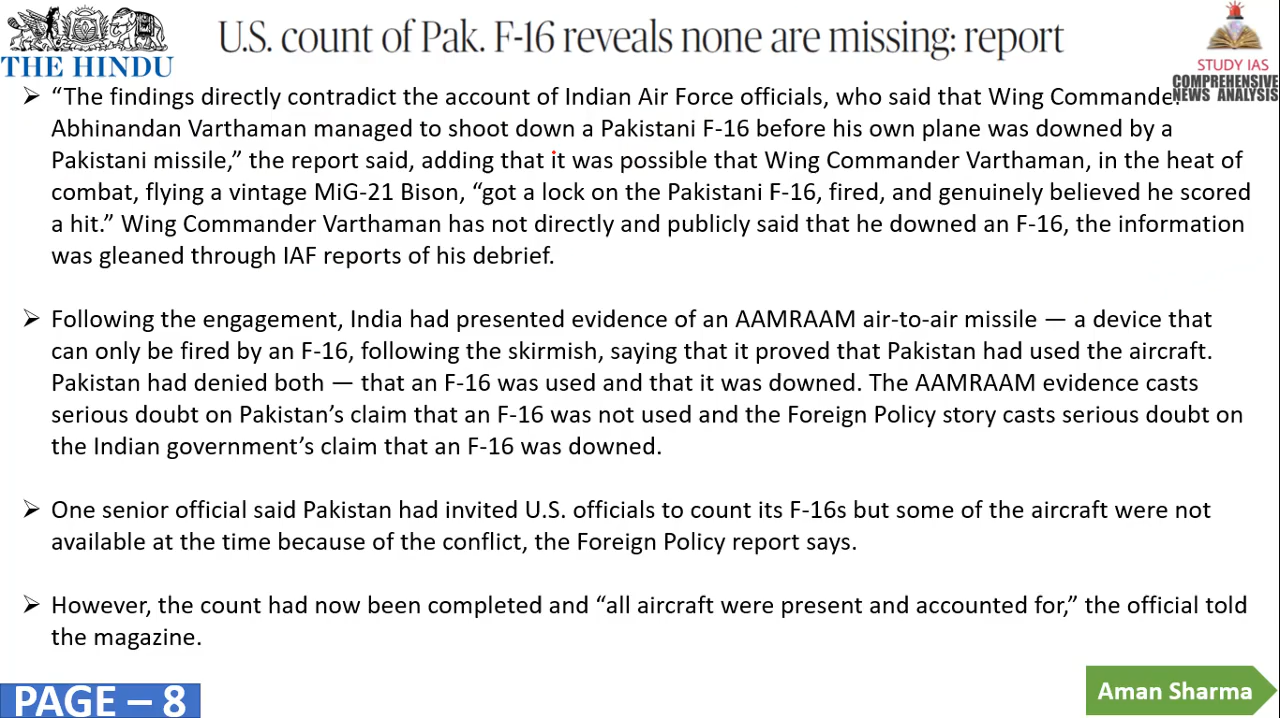 THE HINDU
U.S. count of Pak. F-16 reveals none are missing: report
STUDY IAS
COMPREHENSIVE
NEWS ANALYSIS
➢ “The findings directly contradict the account of Indian Air Force officials, who said that Wing Commander
Abhinandan Varthaman managed to shoot down a Pakistani F-16 before his own plane was downed by a
Pakistani missile,” the report said, adding that it was possible that Wing Commander Varthaman, in the heat of
combat, flying a vintage MiG-21 Bison, “got a lock on the Pakistani F-16, fired, and genuinely believed he scored
a hit.” Wing Commander Varthaman has not directly and publicly said that he downed an F-16, the information
was gleaned through IAF reports of his debrief.
➢ Following the engagement, India had presented evidence of an AAMRAAM air-to-air missile — a device that
can only be fired by an F-16, following the skirmish, saying that it proved that Pakistan had used the aircraft.
Pakistan had denied both — that an F-16 was used and that it was downed. The AAMRAAM evidence casts
serious doubt on Pakistan’s claim that an F-16 was not used and the Foreign Policy story casts serious doubt on
the Indian government’s claim that an F-16 was downed.
➢ One senior official said Pakistan had invited U.S. officials to count its F-16s but some of the aircraft were not
available at the time because of the conflict, the Foreign Policy report says.
➢ However, the count had now been completed and “all aircraft were present and accounted for,” the official told
the magazine.
PAGE – 8
Aman Sharma